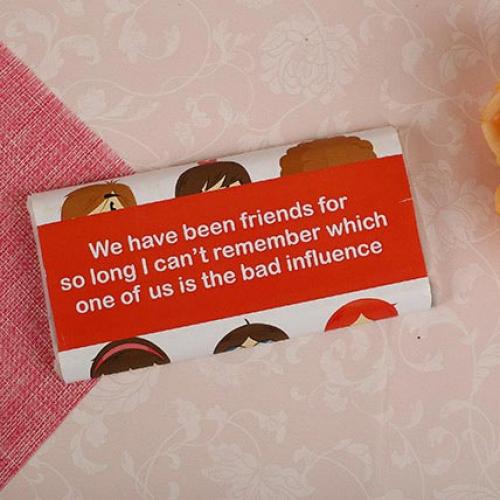 We have been friends for
so long I can't remember which
one of us is the bad influence